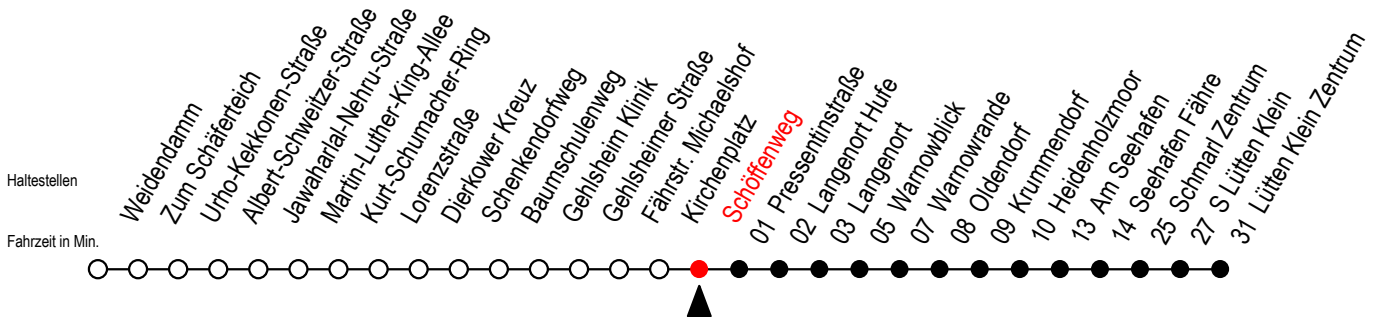 Haltestellen
Fahrzeit in Min.
Weidendamm
Zum Schäferteich
Urho-Kekkonen-Straße
Albert-Schweitzer-Straße
Jawaharlal-Nehru-Straße
Martin-Luther-King-Allee
Kurt-Schumacher-Ring
Lorenzstraße
Dierkower Kreuz
Schenkendorfweg
Baumschulenweg
Gehlsheim Klinik
Gehlsheimer Straße
Fährstr. Michaelshof
Kirchenplatz
Schöffenweg
01 Pressentinstraße
02 Langenort Hufe
03 Langenort
05 Warnowblick
07 Warnowrande
08 Oldendorf
09 Krummendorf
10 Heidenholzmoor
13 Am Seehafen
14 Seehafen Fähre
25 Schmarl Zentrum
27 S Lütten Klein
31 Lütten Klein Zentrum